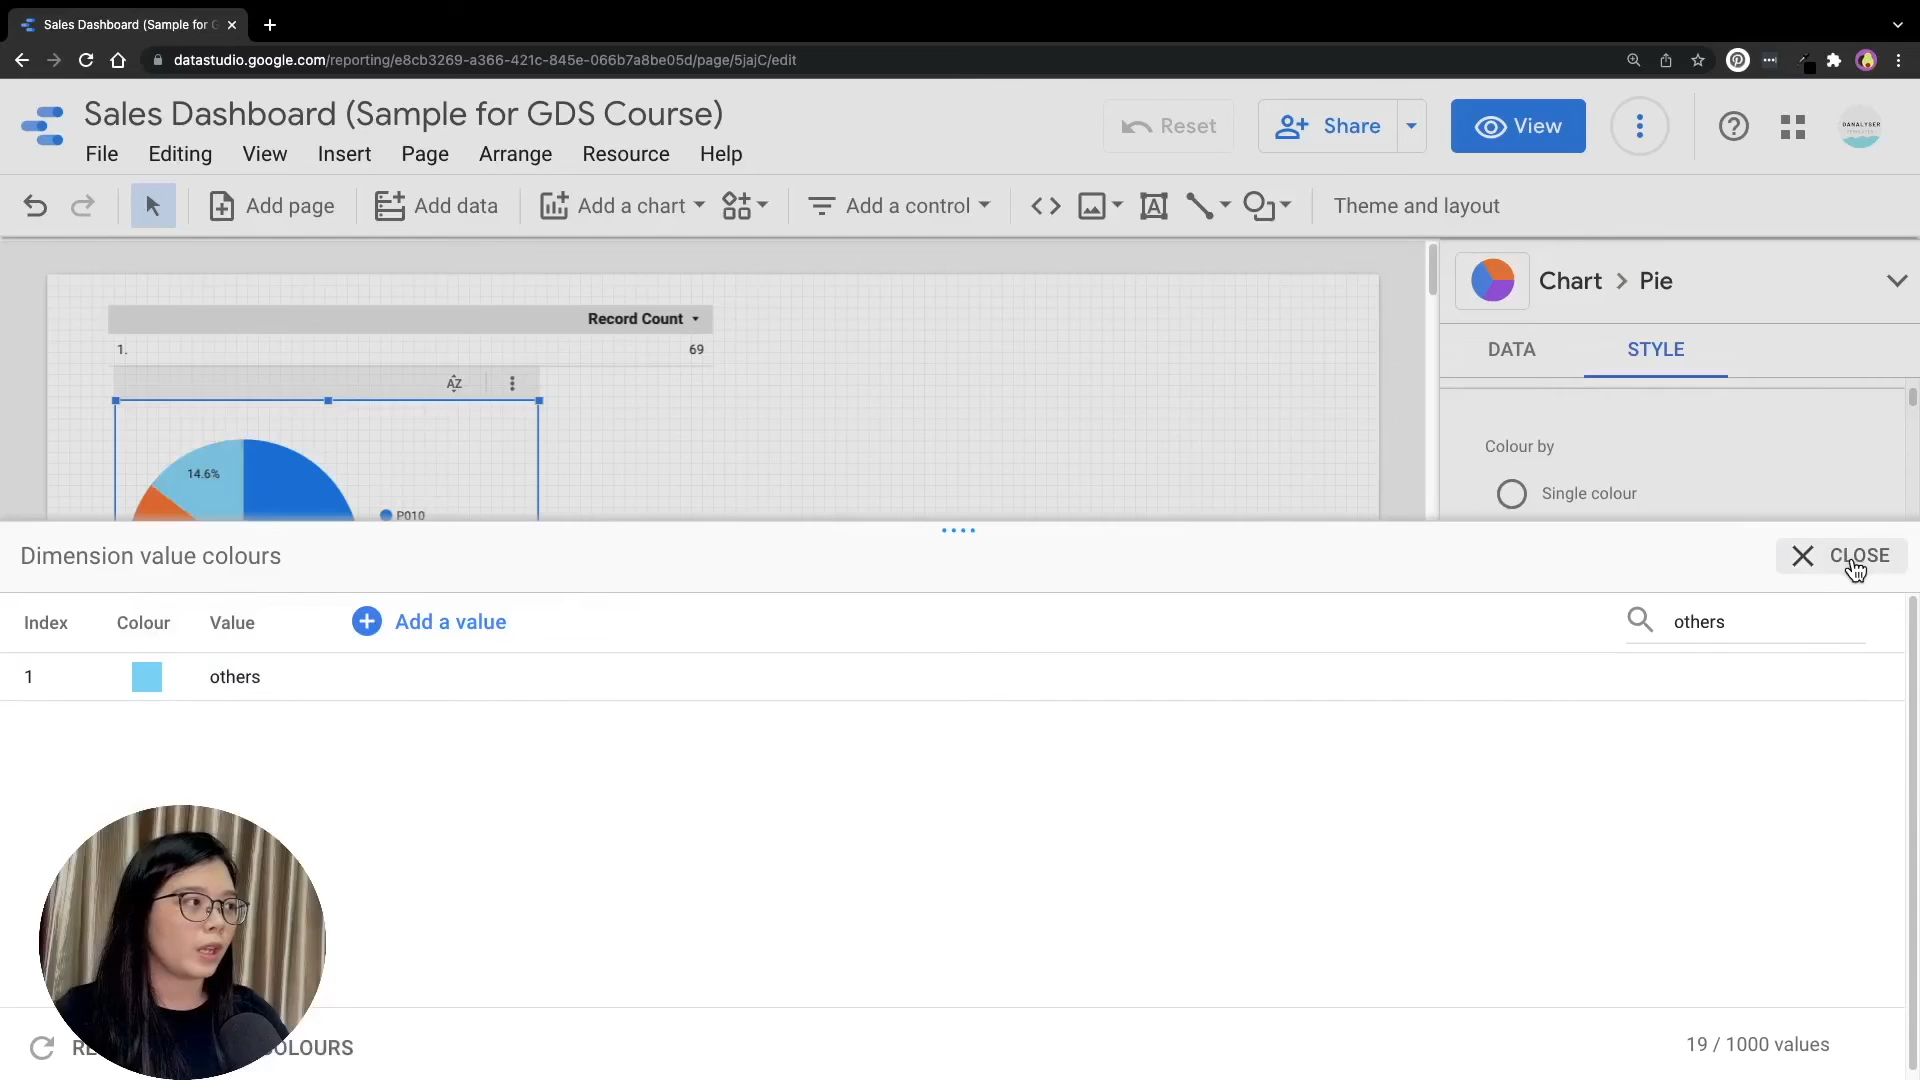 Sales Dashboard (Sample for G
datastudio.google.com/reporting/e8cb3269-a366-421c-845e-066b7a8be05d/page/5jajC/edit
Sales Dashboard (Sample for GDS Course)
Reset
Share
View
DANALYSER
File Editing View Insert Page Arrange Resource Help
Add page
Add data
Add a chart
Add a control
Theme and layout
Record Count
1. 69
AZ
14.6%
P010
Chart > Pie
DATA STYLE
Colour by
Single colour
Dimension value colours
CLOSE
Index Colour Value
Add a value
others
1 others
OLOURS
19 / 1000 values